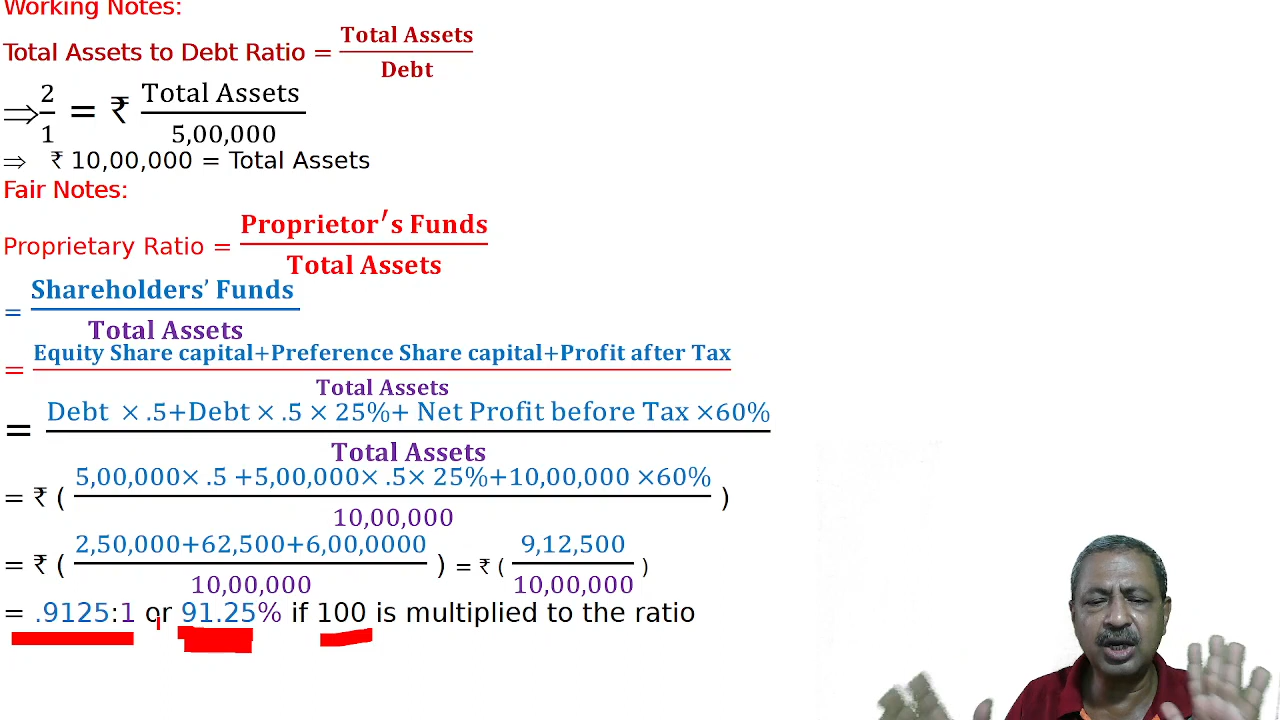 Working Notes:
Total Assets to Debt Ratio = Total Assets / Debt
⇒ 2/1 = ₹ Total Assets / 5,00,000
⇒ ₹ 10,00,000 = Total Assets
Fair Notes:
Proprietary Ratio = Proprietor′s Funds / Total Assets
= Shareholders’ Funds / Total Assets
= Equity Share capital+Preference Share capital+Profit after Tax / Total Assets
= Debt × .5+Debt × .5 × 25%+ Net Profit before Tax ×60% / Total Assets
= ₹ ( 5,00,000× .5 +5,00,000× .5× 25%+10,00,000 ×60% / 10,00,000 )
= ₹ ( 2,50,000+62,500+6,00,0000 / 10,00,000 ) = ₹ ( 9,12,500 / 10,00,000 )
= .9125:1 or 91.25% if 100 is multiplied to the ratio